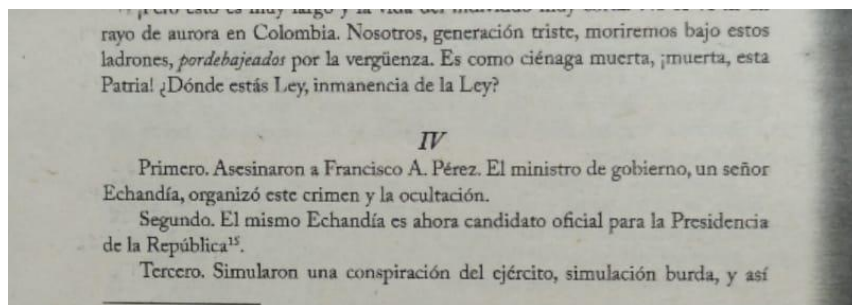 rayo de aurora en Colombia. Nosotros, generación triste, moriremos bajo estos
ladrones, pordebajeados por la vergüenza. Es como ciénaga muerta, ¡muerta, esta
Patria! ¿Dónde estás Ley, inmanencia de la Ley?
IV
Primero. Asesinaron a Francisco A. Pérez. El ministro de gobierno, un señor
Echandía, organizó este crimen y la ocultación.
Segundo. El mismo Echandía es ahora candidato oficial para la Presidencia
de la República¹⁵.
Tercero. Simularon una conspiración del ejército, simulación burda, y así